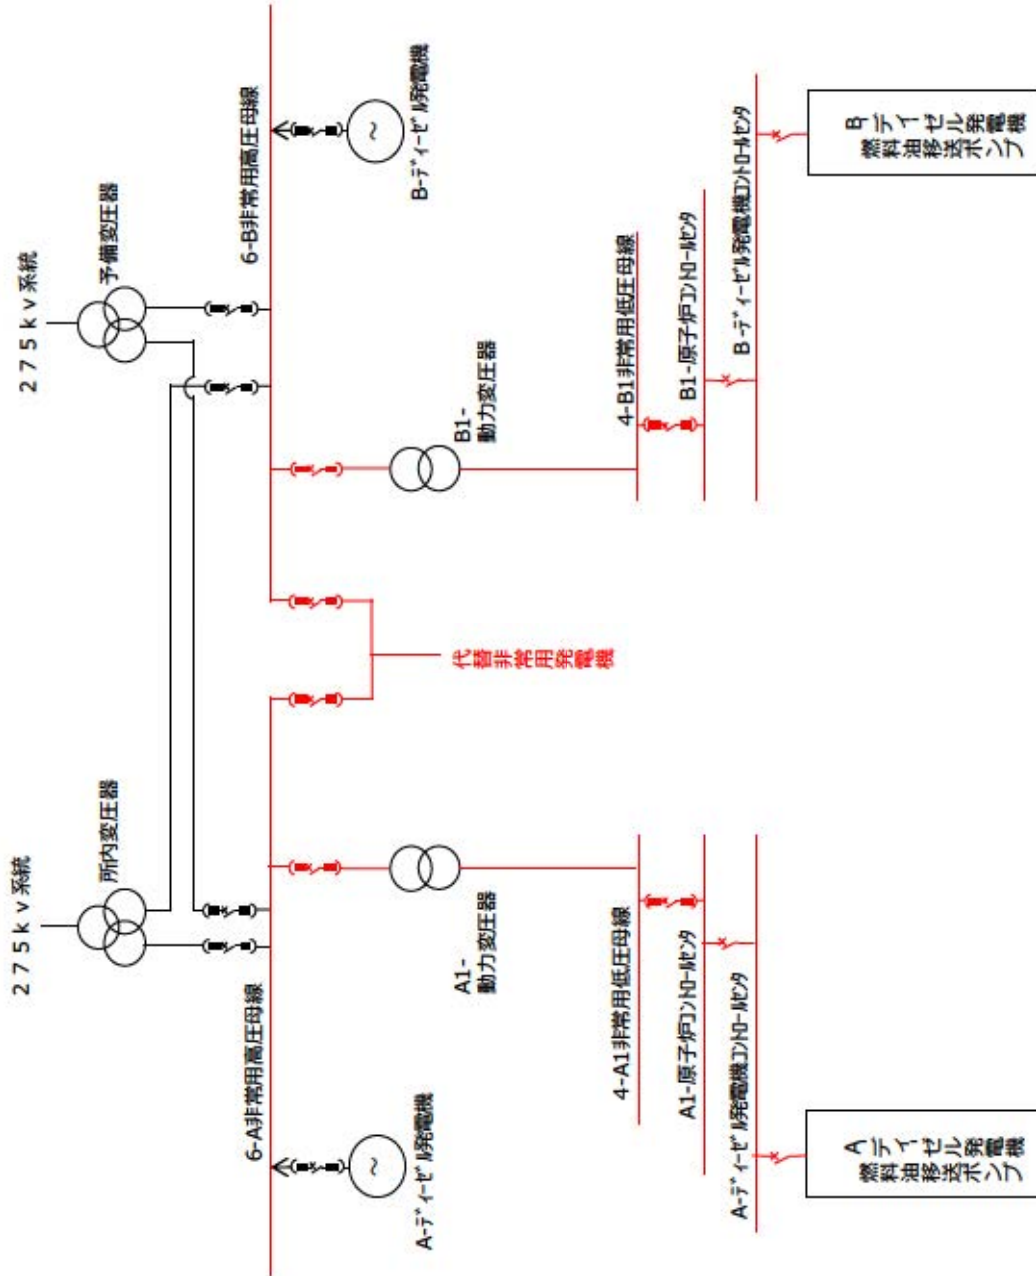 275kv系統
所内変圧器
275kv系統
予備変圧器
6-A非常用高圧母線
6-B非常用高圧母線
A-ﾃﾞｨｰｾﾞﾙ発電機
B-ﾃﾞｨｰｾﾞﾙ発電機
代替非常用発電機
A1-
動力変圧器
B1-
動力変圧器
4-A1非常用低圧母線
4-B1非常用低圧母線
A1-原子炉ｺﾝﾄﾛｰﾙｾﾝﾀ
B1-原子炉ｺﾝﾄﾛｰﾙｾﾝﾀ
A-ﾃﾞｨｰｾﾞﾙ発電機ｺﾝﾄﾛｰﾙｾﾝﾀ
B-ﾃﾞｨｰｾﾞﾙ発電機ｺﾝﾄﾛｰﾙｾﾝﾀ
A-ディーゼル発電機
燃料油移送ポンプ
B-ディーゼル発電機
燃料油移送ポンプ